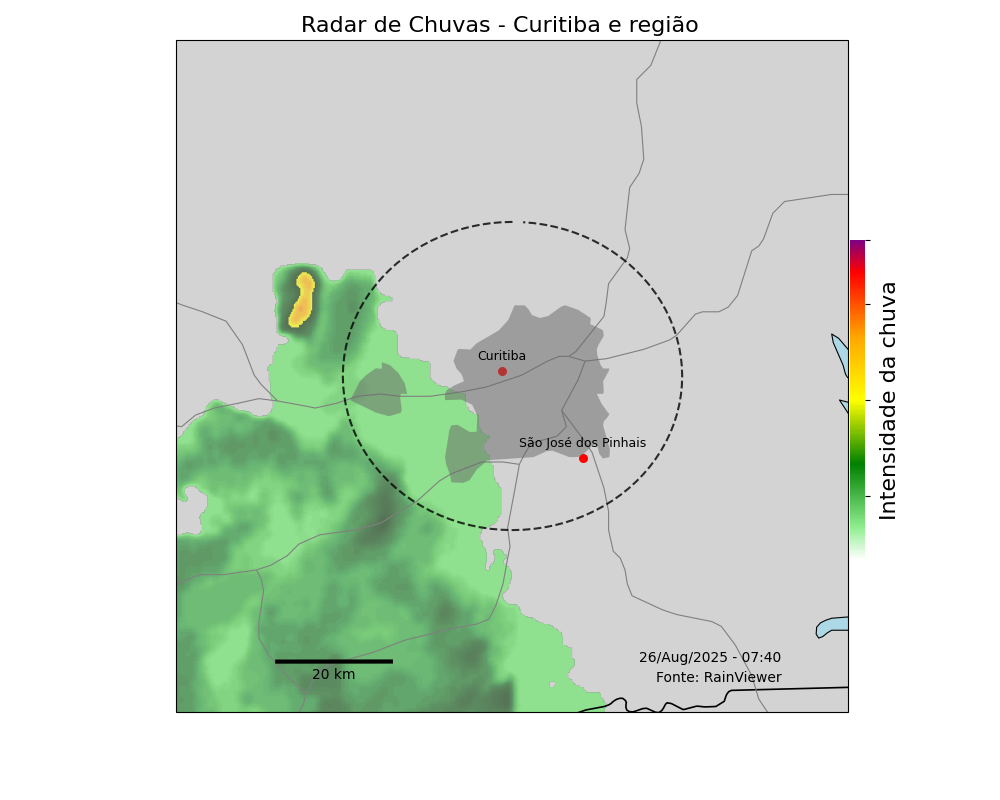 Radar de Chuvas - Curitiba e região
Curitiba
São José dos Pinhais
Intensidade da chuva
26/Aug/2025 - 07:40
Fonte: RainViewer
20 km